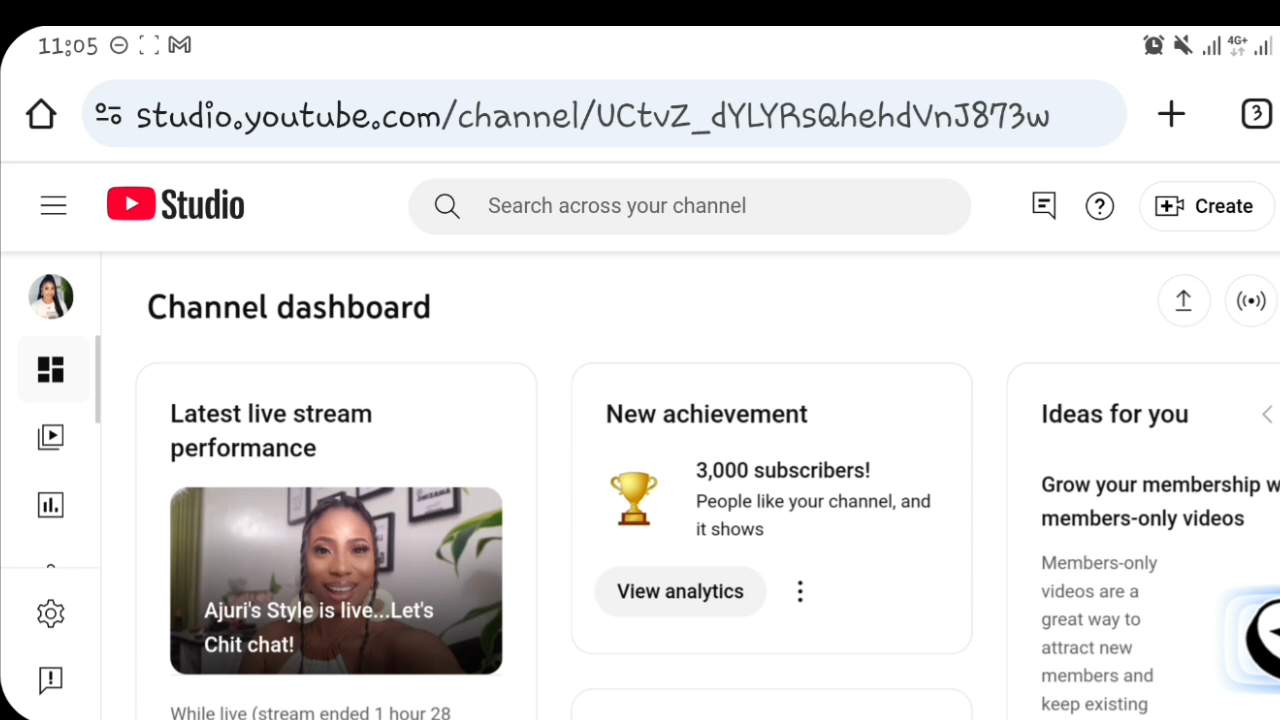 11:05
4G+
studio.youtube.com/channel/UCtvZ_dYLYRsQhehdVnJ873w
3
Studio
Search across your channel
Create
Channel dashboard
Latest live stream
performance
Ajuri's Style is live...Let's
Chit chat!
While live (stream ended 1 hour 28
New achievement
3,000 subscribers!
People like your channel, and
it shows
View analytics
Ideas for you
Grow your membership w
members-only videos
Members-only
videos are a
great way to
attract new
members and
keep existing